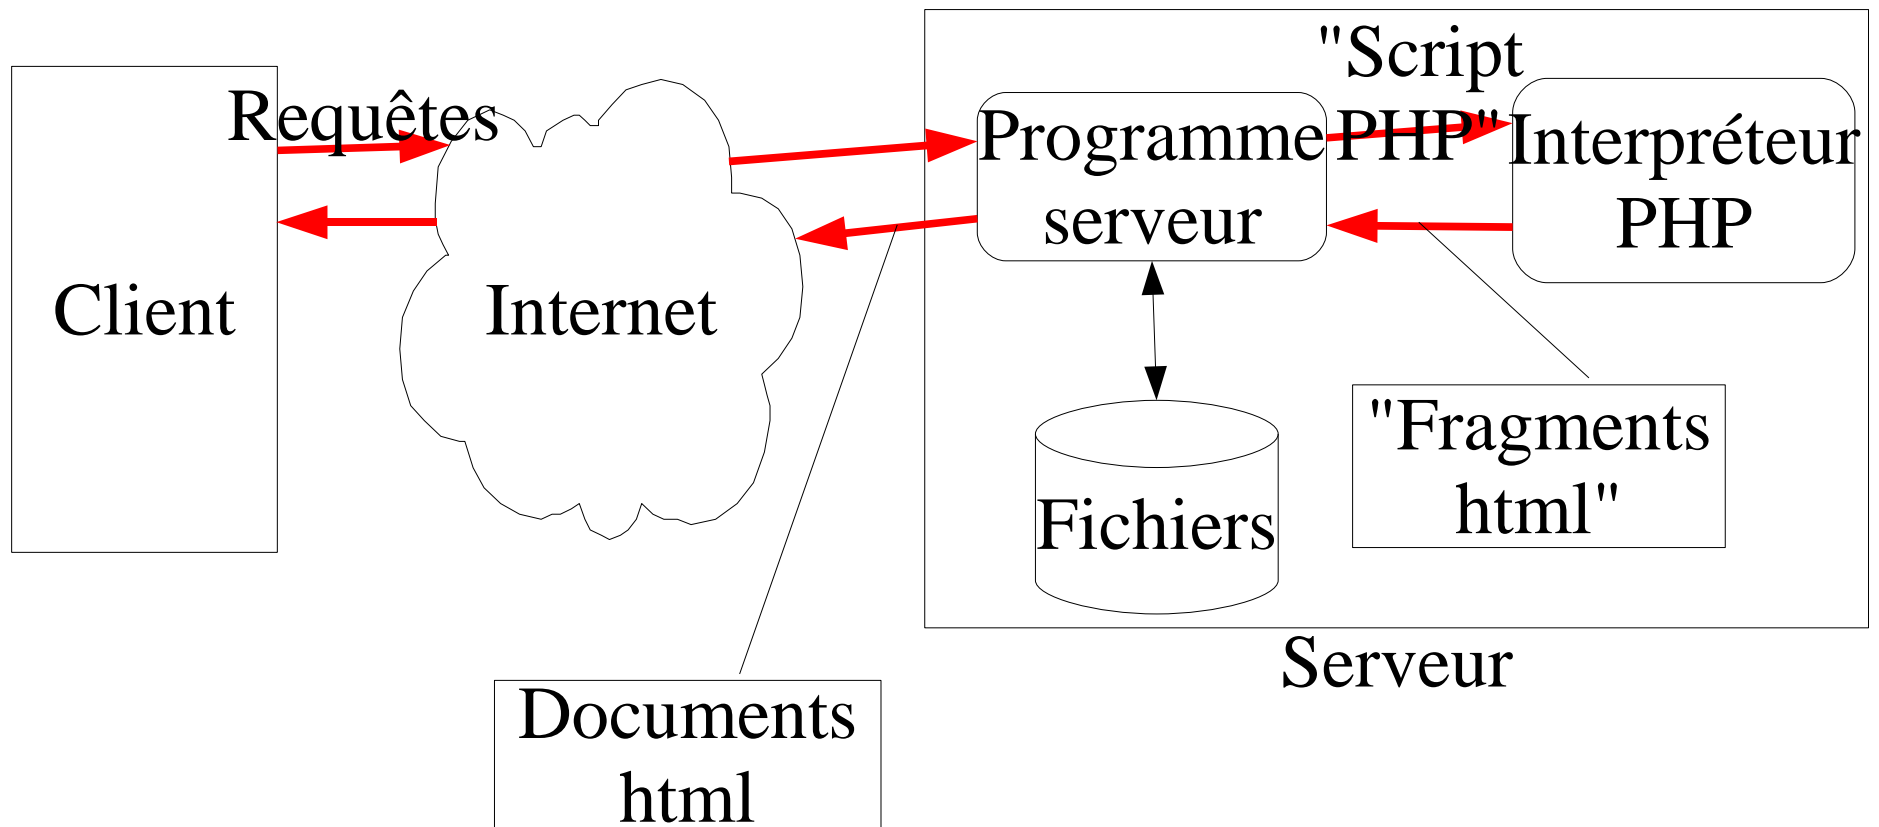 "Script
PHP"
Requêtes
Programme
serveur
Interpréteur
PHP
Client
Internet
"Fragments
html"
Fichiers
Serveur
Documents
html